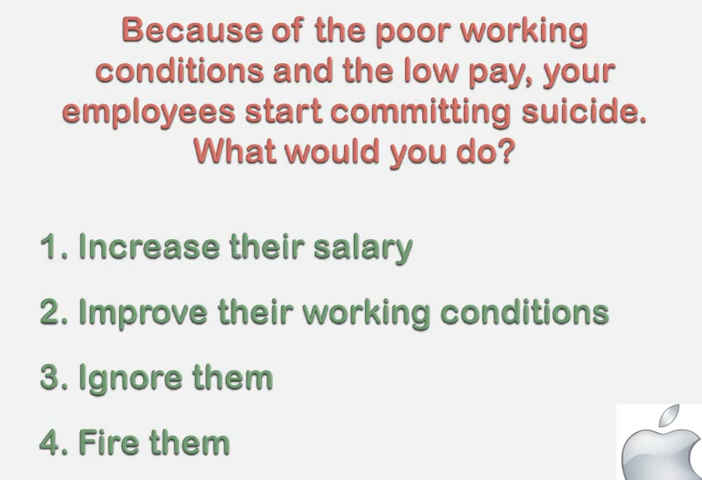 Because of the poor working
conditions and the low pay, your
employees start committing suicide.
What would you do?
1. Increase their salary
2. Improve their working conditions
3. Ignore them
4. Fire them